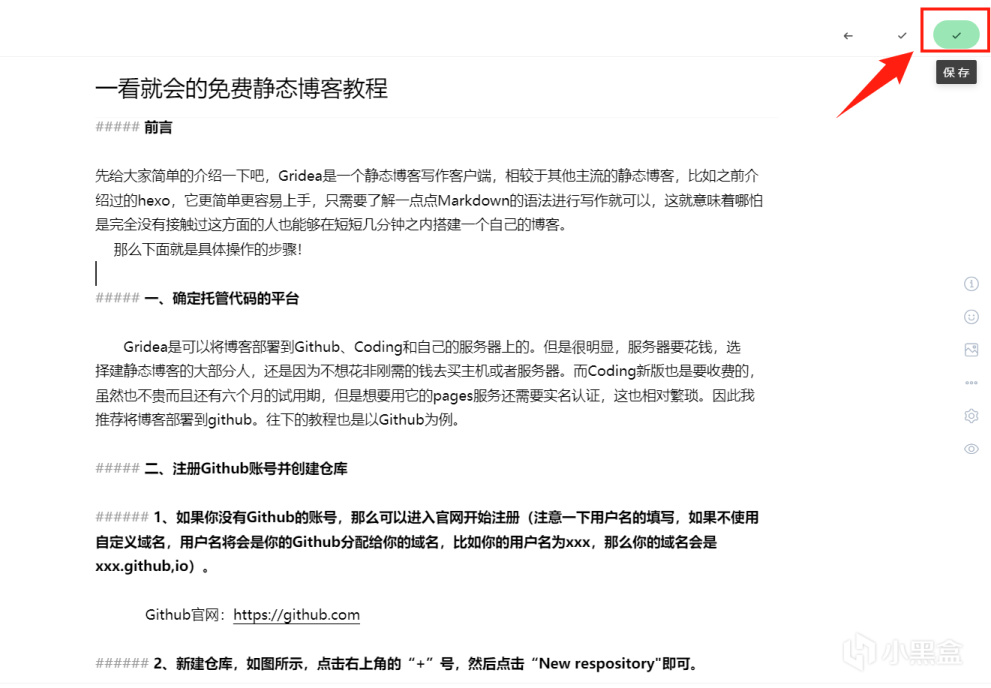 保存
一看就会的免费静态博客教程
##### 前言
先给大家简单的介绍一下吧，Gridea是一个静态博客写作客户端，相较于其他主流的静态博客，比如之前介
绍过的hexo，它更简单更容易上手，只需要了解一点点Markdown的语法进行写作就可以，这就意味着哪怕
是完全没有接触过这方面的人也能够在短短几分钟之内搭建一个自己的博客。
那么下面就是具体操作的步骤！
##### 一、确定托管代码的平台
Gridea是可以将博客部署到Github、Coding和自己的服务器上的。但是很明显，服务器要花钱，选
择建静态博客的大部分人，还是因为不想花非刚需的钱去买主机或者服务器。而Coding新版也是要收费的，
虽然也不贵而且还有六个月的试用期，但是想要用它的pages服务还需要实名认证，这也相对繁琐。因此我
推荐将博客部署到github。往下的教程也是以Github为例。
##### 二、注册Github账号并创建仓库
###### 1、如果你没有Github的账号，那么可以进入官网开始注册（注意一下用户名的填写，如果不使用
自定义域名，用户名将会是你的Github分配给你的域名，比如你的用户名为xxx，那么你的域名会是
xxx.github,io）。
Github官网：https://github.com
###### 2、新建仓库，如图所示，点击右上角的“+”号，然后点击“New respository"即可。
小黑盒